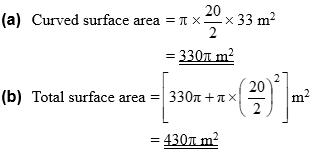 (a) Curved surface area = π × 20/2 × 33 m²
= 330π m²
(b) Total surface area = [330π + π × (20/2)²] m²
= 430π m²